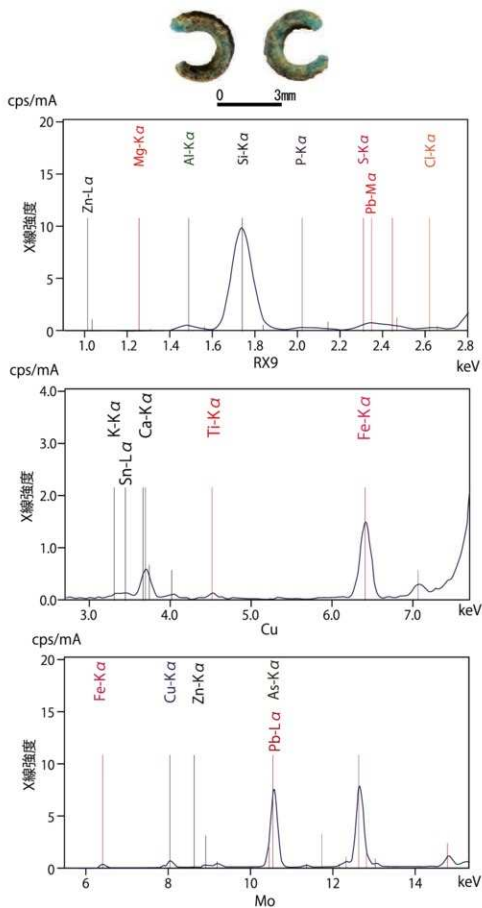 0 3mm
cps/mA
20
15
10
5
0
X線強度
Zn-Lα
Mg-Kα
Al-Kα
Si-Kα
P-Kα
S-Kα
Pb-Mα
Cl-Kα
1.0 1.2 1.4 1.6 1.8 2.0 2.2 2.4 2.6 2.8
RX9 keV
cps/mA
4.0
3.0
2.0
1.0
0.0
X線強度
K-Kα
Sn-Lα
Ca-Kα
Ti-Kα
Fe-Kα
3.0 4.0 5.0 6.0 7.0 keV
Cu
cps/mA
20
15
10
5
0
X線強度
Fe-Kα
Cu-Kα
Zn-Kα
Pb-Lα
As-Kα
6 8 10 12 14 keV
Mo